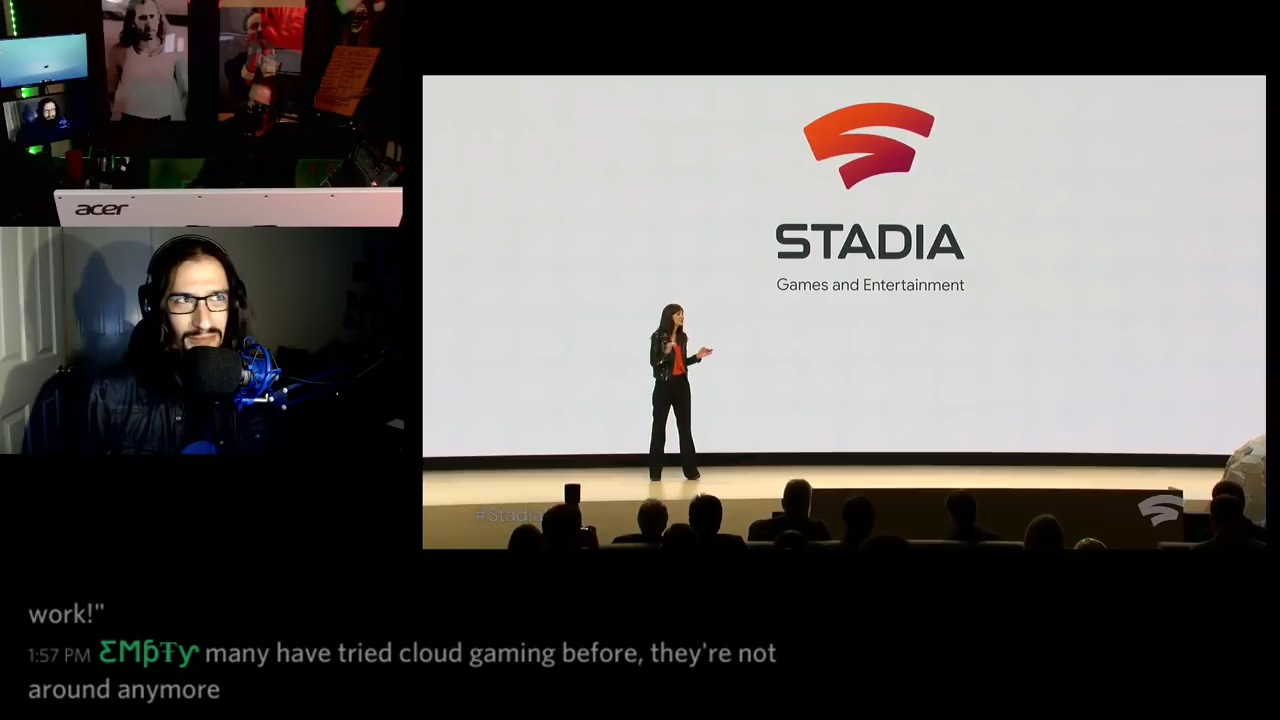 acer
STADIA
Games and Entertainment
#Stadia
work!"
1:57 PM ƸMϸŦƴ many have tried cloud gaming before, they're not
around anymore